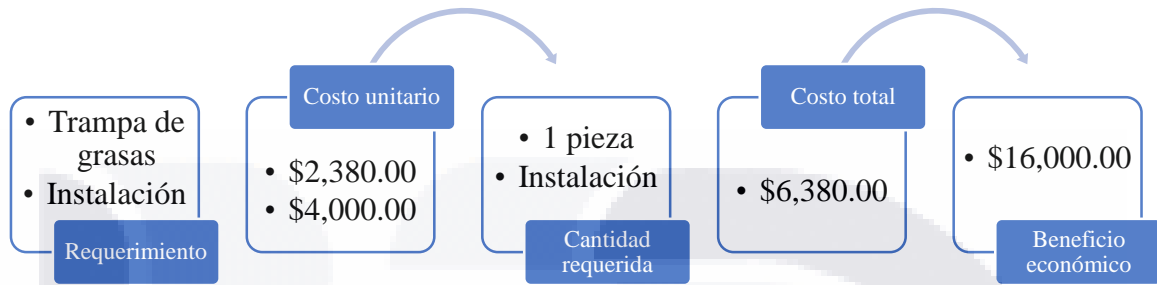 • Trampa de
grasas
• Instalación
Requerimiento
Costo unitario
• $2,380.00
• $4,000.00
• 1 pieza
• Instalación
Cantidad
requerida
Costo total
• $6,380.00
• $16,000.00
Beneficio
económico